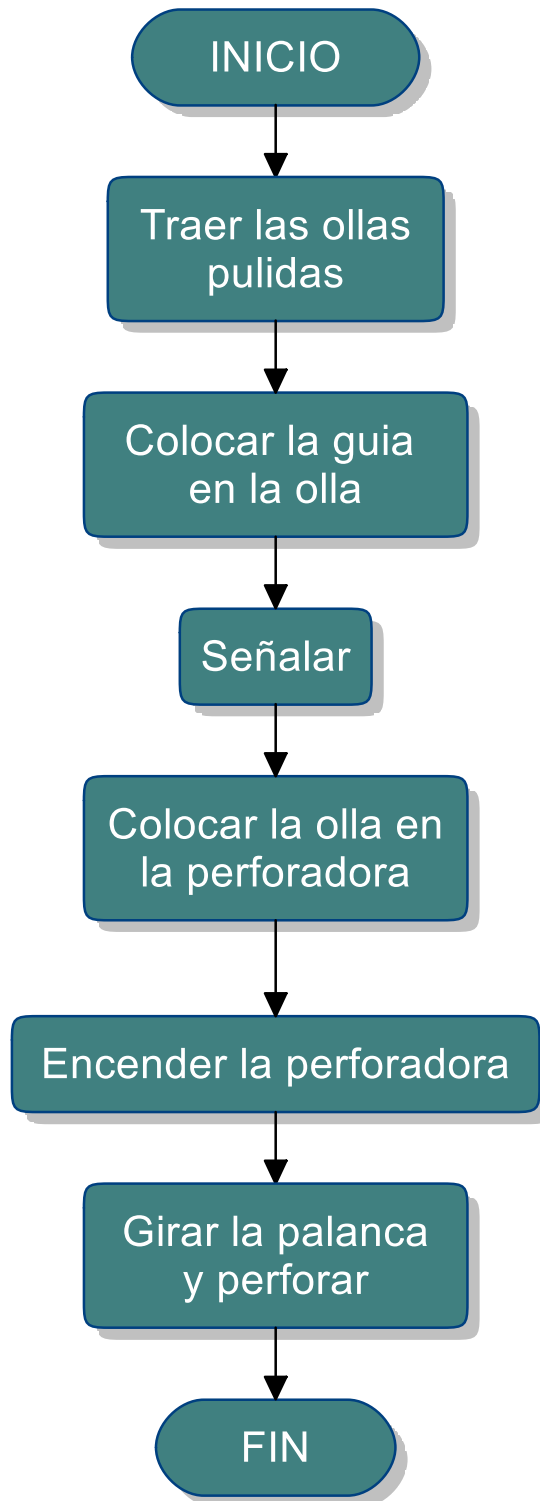 INICIO
Traer las ollas
pulidas
Colocar la guia
en la olla
Señalar
Colocar la olla en
la perforadora
Encender la perforadora
Girar la palanca
y perforar
FIN